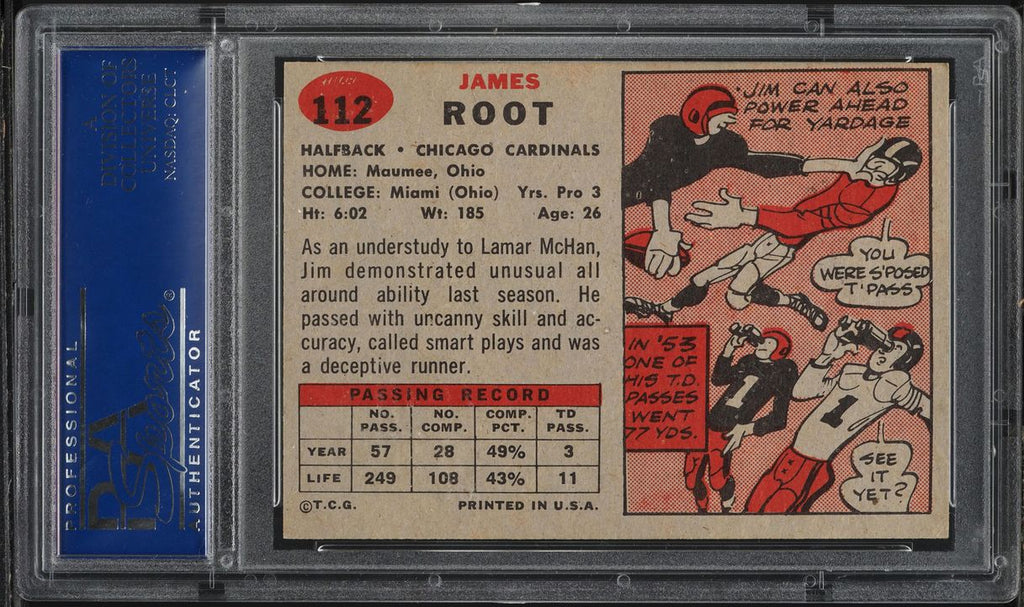 A
DIVISION OF
COLLECTORS
UNIVERSE
NASDAQ: CLCT
PROFESSIONAL
PSA
Sports ®
AUTHENTICATOR
112
JAMES
ROOT
HALFBACK • CHICAGO CARDINALS
HOME: Maumee, Ohio
COLLEGE: Miami (Ohio) Yrs. Pro 3
Ht: 6:02 Wt: 185 Age: 26
As an understudy to Lamar McHan,
Jim demonstrated unusual all
around ability last season. He
passed with uncanny skill and ac-
curacy, called smart plays and was
a deceptive runner.
PASSING RECORD
NO. PASS. NO. COMP. COMP. PCT. TD PASS.
YEAR 57 28 49% 3
LIFE 249 108 43% 11
©T.C.G. PRINTED IN U.S.A.
JIM CAN ALSO
POWER AHEAD
FOR YARDAGE
YOU
WERE S'POSED
T' PASS
IN '53
ONE OF
HIS T.D.
PASSES
WENT
77 YDS.
1
1
SEE
IT
YET?